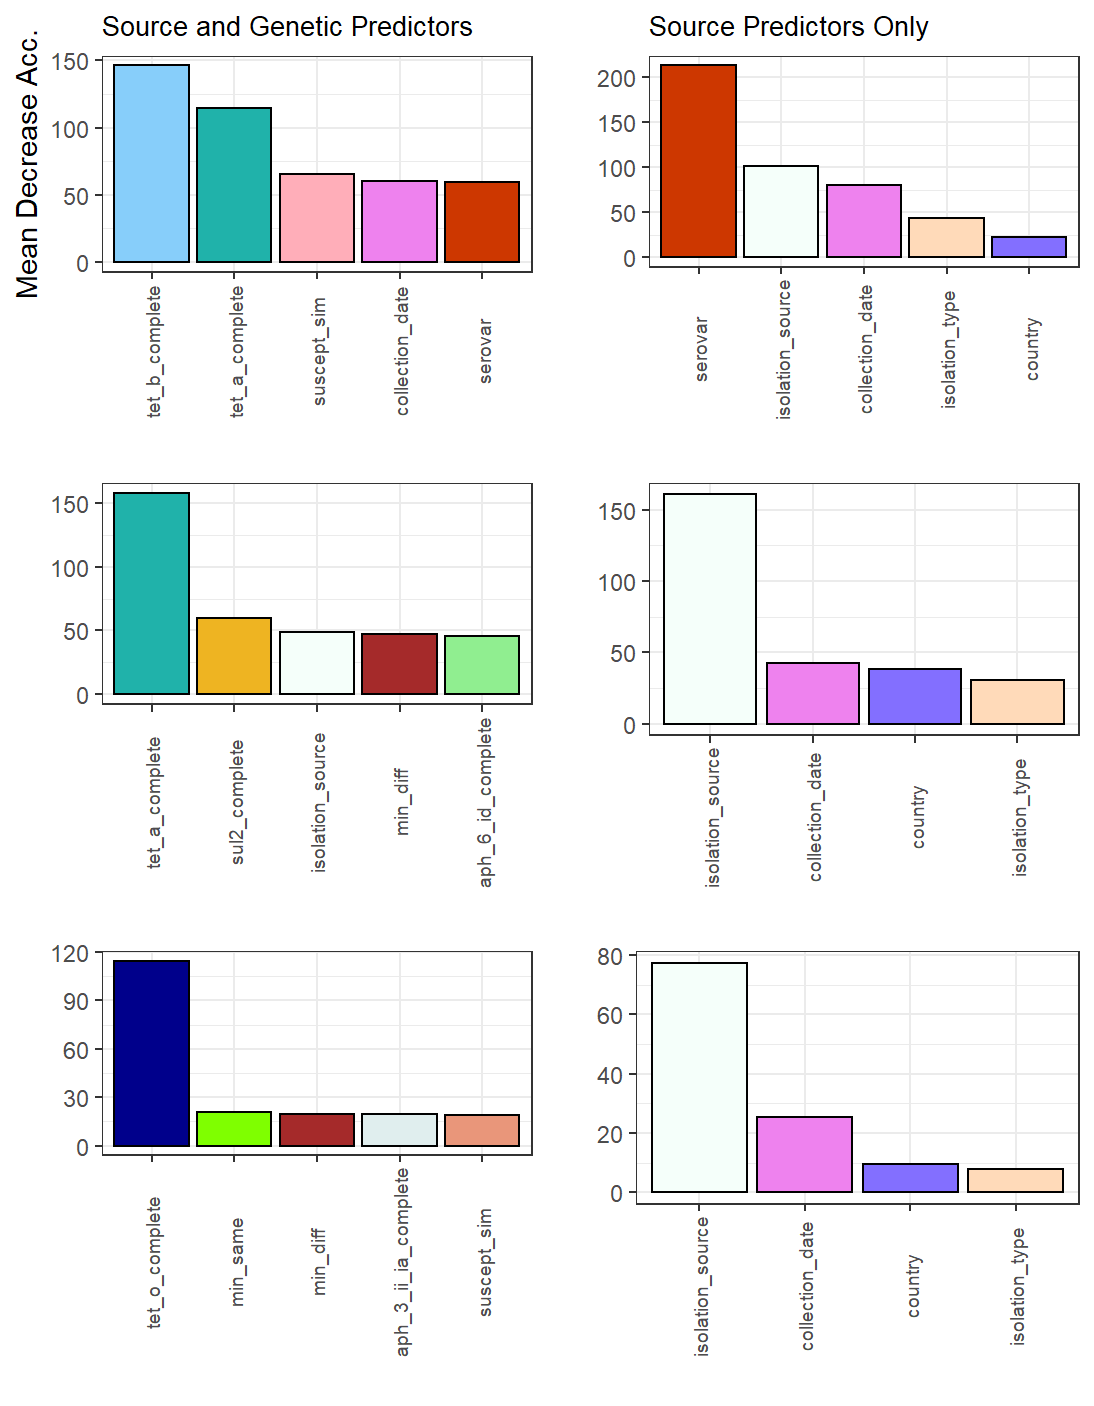 Source and Genetic Predictors
Source Predictors Only
Mean Decrease Acc.
150
100
50
0
tet_b_complete
tet_a_complete
suscept_sim
collection_date
serovar
200
150
100
50
0
serovar
isolation_source
collection_date
isolation_type
country
150
100
50
0
tet_a_complete
sul2_complete
isolation_source
min_diff
aph_6_id_complete
150
100
50
0
isolation_source
collection_date
country
isolation_type
120
90
60
30
0
tet_o_complete
min_same
min_diff
aph_3_ii_ia_complete
suscept_sim
80
60
40
20
0
isolation_source
collection_date
country
isolation_type